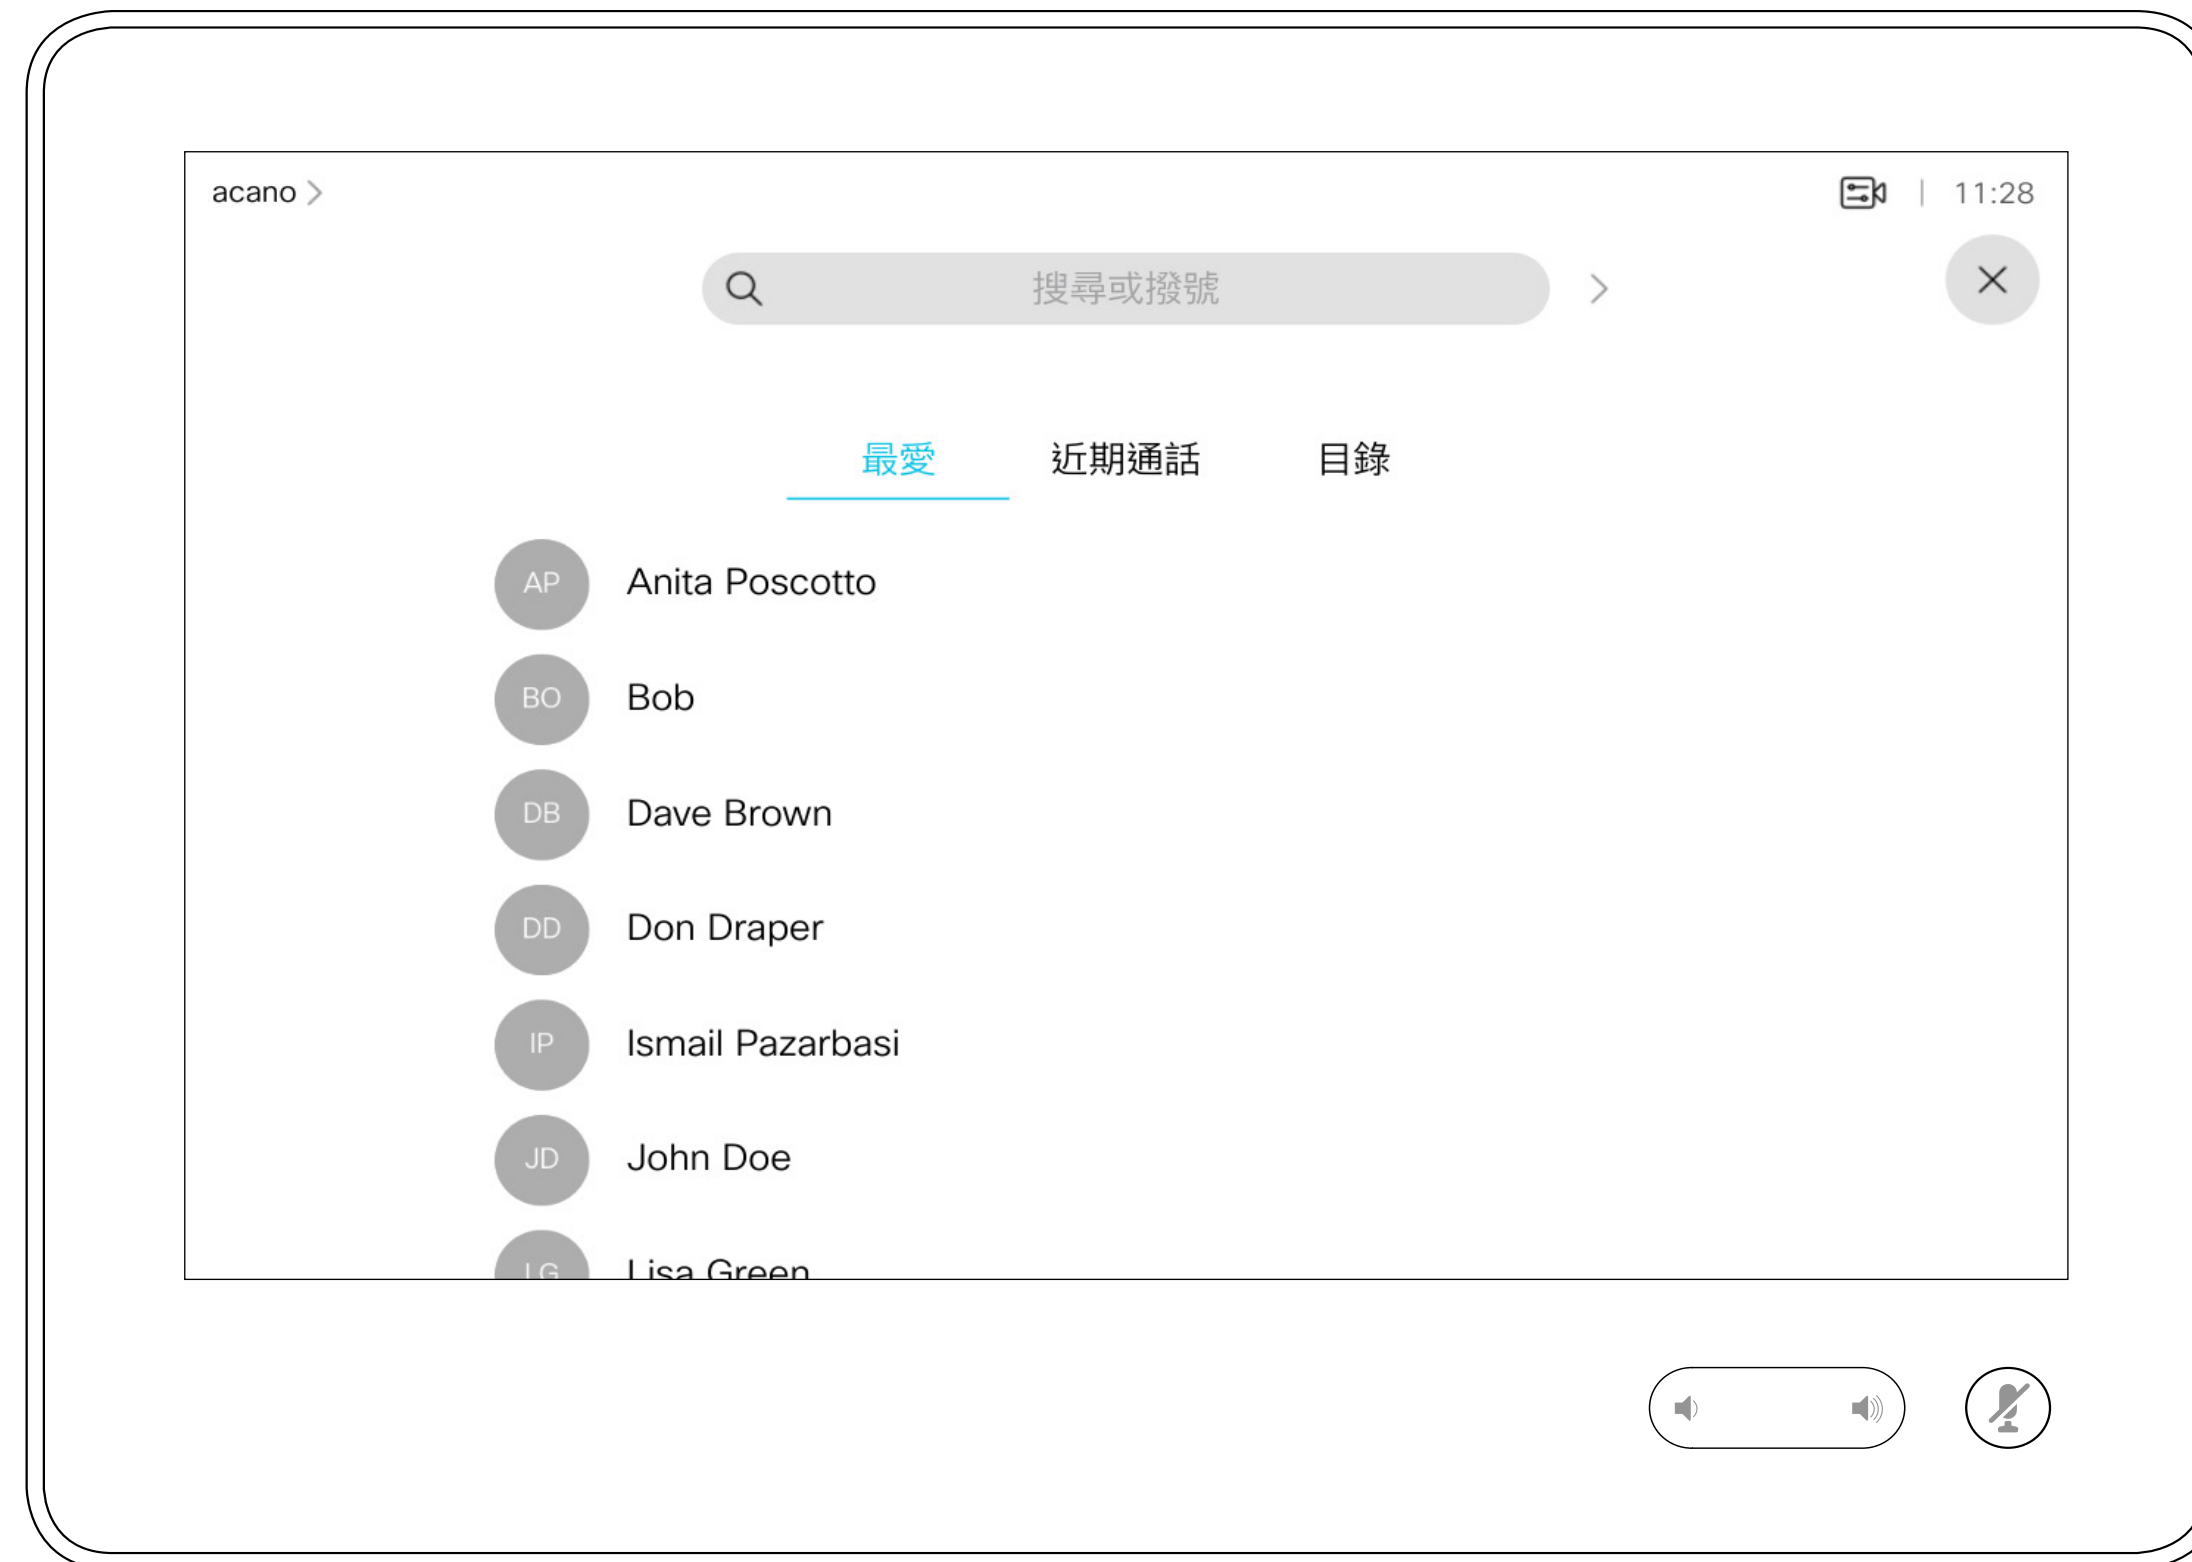 acano
11:28
搜尋或撥號
最愛 近期通話 目錄
AP Anita Poscotto
BO Bob
DB Dave Brown
DD Don Draper
IP Ismail Pazarbasi
JD John Doe
LG Lisa Green